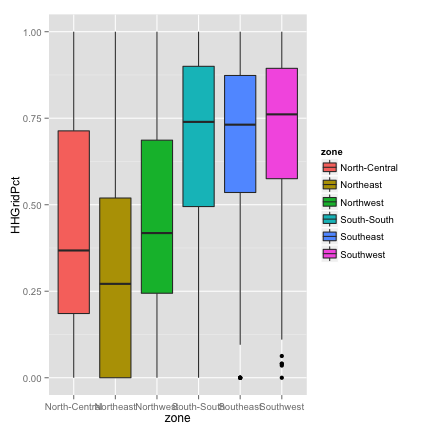 1.00
0.75
0.50
0.25
0.00
HHGridPct
North-Central Northeast Northwest South-South Southeast Southwest
zone
zone
North-Central
Northeast
Northwest
South-South
Southeast
Southwest